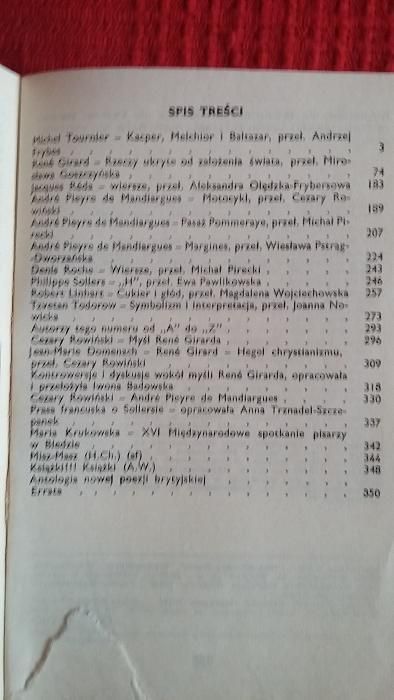 SPIS TREŚCI
Michel Tournier – Kacper, Melchior i Baltazar, przeł. Andrzej
Frybes , , , , , , , , , , , 3
René Girard – Rzeczy ukryte od założenia świata, przeł. Miro-
sława Goszczyńska , , , , , , , , , 74
Jacques Réda – wiersze, przeł. Aleksandra Olędzka-Frybesowa 183
André Pieyre de Mandiargues – Motocykl, przeł. Cezary Ro-
wiński , , , , , , , , , , , 189
André Pieyre de Mandiargues – Pasaż Pommeraye, przeł. Michał Pi-
recki , , , , , , , , , , , 207
André Pieyre de Mandiargues – Margines, przeł. Wiesława Pstrąg-
-Dworzańska , , , , , , , , , , 224
Denis Roche – Wiersze, przeł. Michał Pirecki , , , , 243
Philippe Sollers – „H", przeł. Ewa Pawlikowska , , , , 246
Robert Linhart – Cukier i głód, przeł. Magdalena Wojciechowska 257
Tzvetan Todorow – Symbolizm i interpretacja, przeł. Joanna No-
wicka , , , , , , , , , , , 273
Autorzy tego numeru od „A" do „Z" , , , , , , 293
Cezary Rowiński – Myśl René Girarda , , , , , , 296
Jean-Marie Domenach – René Girard – Hegel chrystianizmu,
przeł. Cezary Rowiński , , , , , , , , 309
Kontrowersje i dyskusje wokół myśli René Girarda, opracowała
i przełożyła Iwona Badowska , , , , , , , 318
Cezary Rowiński – André Pieyre de Mandiargues , , , , 330
Prasa francuska o Sollersie – opracowała Anna Trznadel-Szcze-
panek , , , , , , , , , , , 337
Maria Krukowska – XVI Międzynarodowe spotkanie pisarzy
w Bledzie , , , , , , , , , , 342
Misz-Masz (H.Ch.) (af) , , , , , , , , 344
Książki!!! Książki (A.W.) , , , , , , , , 348
Antologia nowej poezji brytyjskiej
Errata , , , , , , , , , , , 350